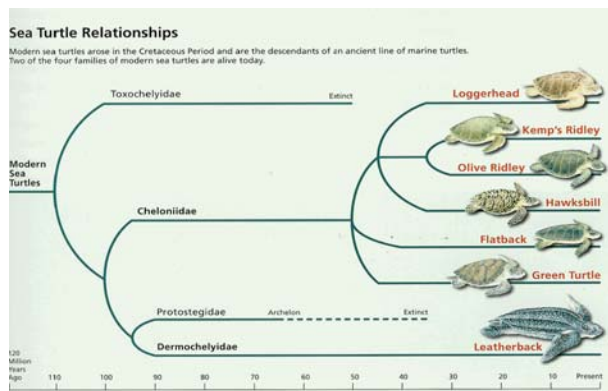 Sea Turtle Relationships
Modern sea turtles arose in the Cretaceous Period and are the descendants of an ancient line of marine turtles.
Two of the four families of modern sea turtles are alive today.
Toxochelyidae
Extinct
Loggerhead
Kemp's Ridley
Modern
Sea
Turtles
Olive Ridley
Hawksbill
Cheloniidae
Flatback
Green Turtle
Protostegidae
Archelon
Extinct
Dermochelyidae
Leatherback
120
Million
Years
Ago
110 100 90 80 70 60 50 40 30 20 10 Present